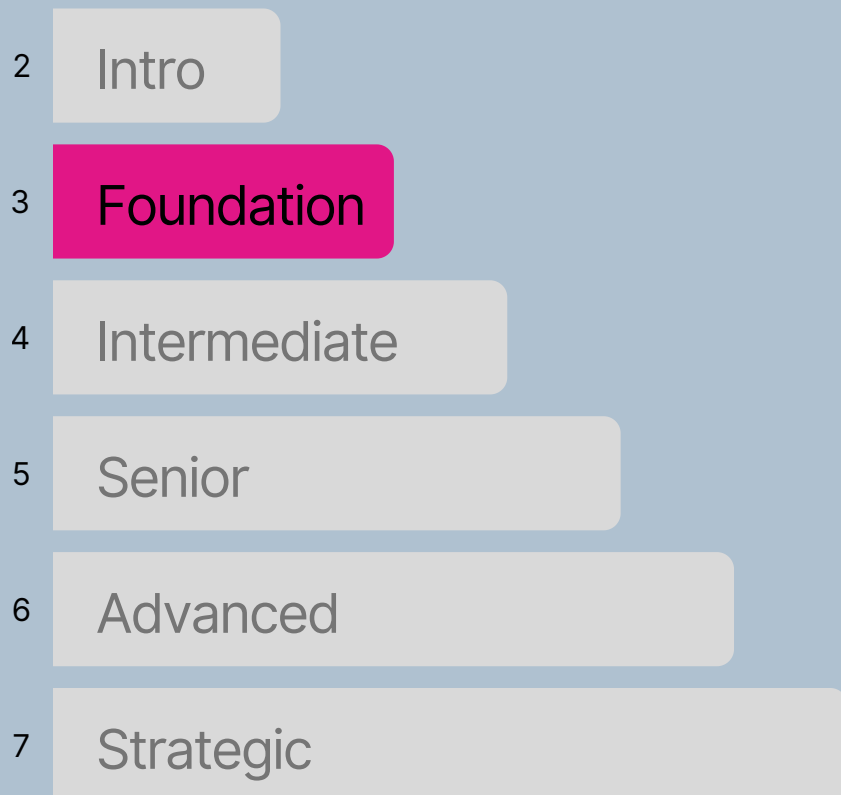 2 Intro
3 Foundation
4 Intermediate
5 Senior
6 Advanced
7 Strategic